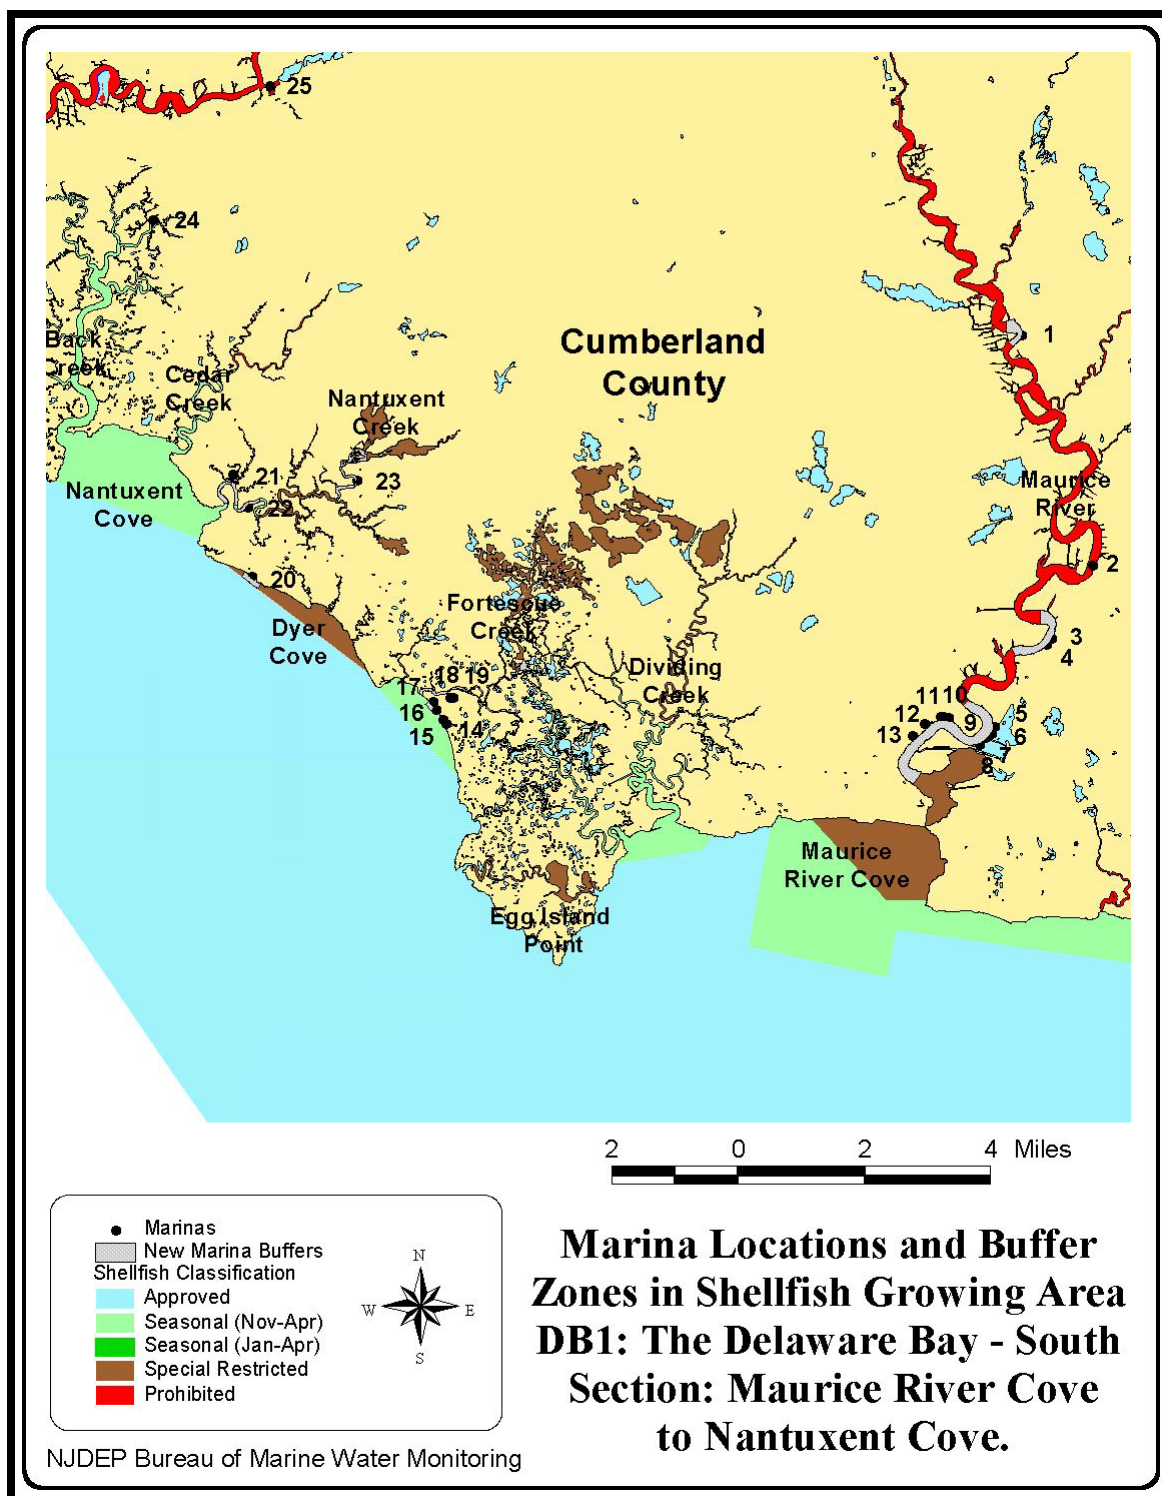 25
24
Back
Creek
Cedar
Creek
Cumberland
County
1
Nantuxent
Creek
21
22
23
Nantuxent
Cove
Maurice
River
2
20
Dyer
Cove
Fortescue
Creek
3
4
Dividing
Creek
17
18
19
16
15
14
11
10
12
13
9
5
6
7
8
Maurice
River Cove
Egg Island
Point
2 0 2 4 Miles
Marinas
New Marina Buffers
Shellfish Classification
Approved
Seasonal (Nov-Apr)
Seasonal (Jan-Apr)
Special Restricted
Prohibited
N
W E
S
Marina Locations and Buffer
Zones in Shellfish Growing Area
DB1: The Delaware Bay - South
Section: Maurice River Cove
to Nantuxent Cove.
NJDEP Bureau of Marine Water Monitoring